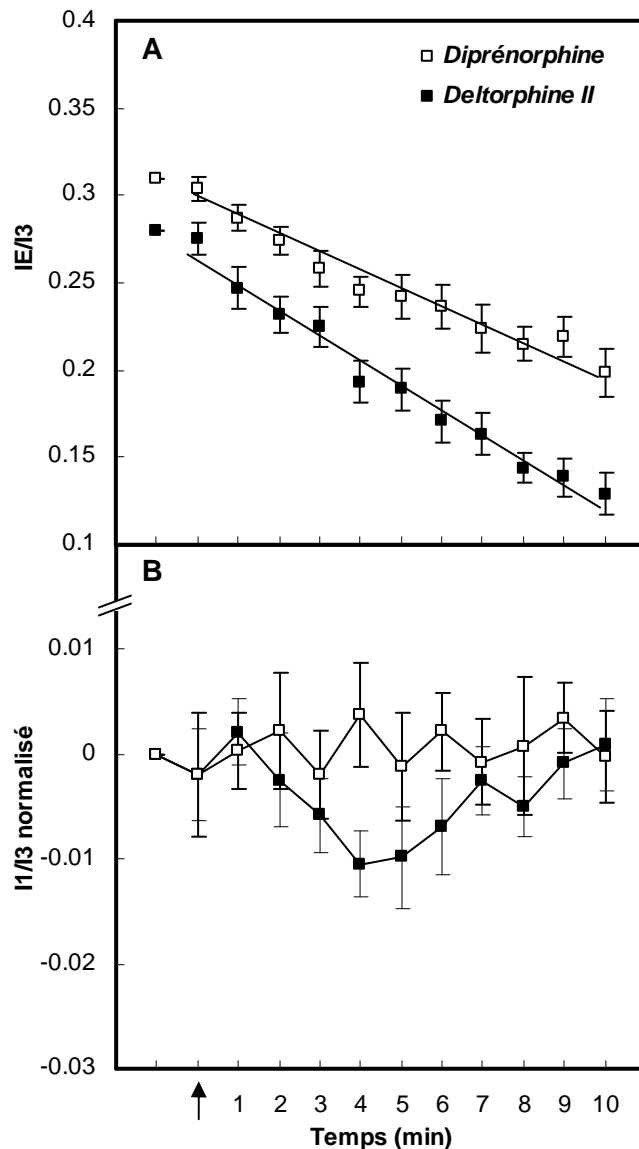 A
Diprénorphine
Deltorphine II
0.4
0.35
0.3
0.25
0.2
0.15
0.1
IE/I3
B
0.01
0
-0.01
-0.02
-0.03
I1/I3 normalisé
1 2 3 4 5 6 7 8 9 10
Temps (min)